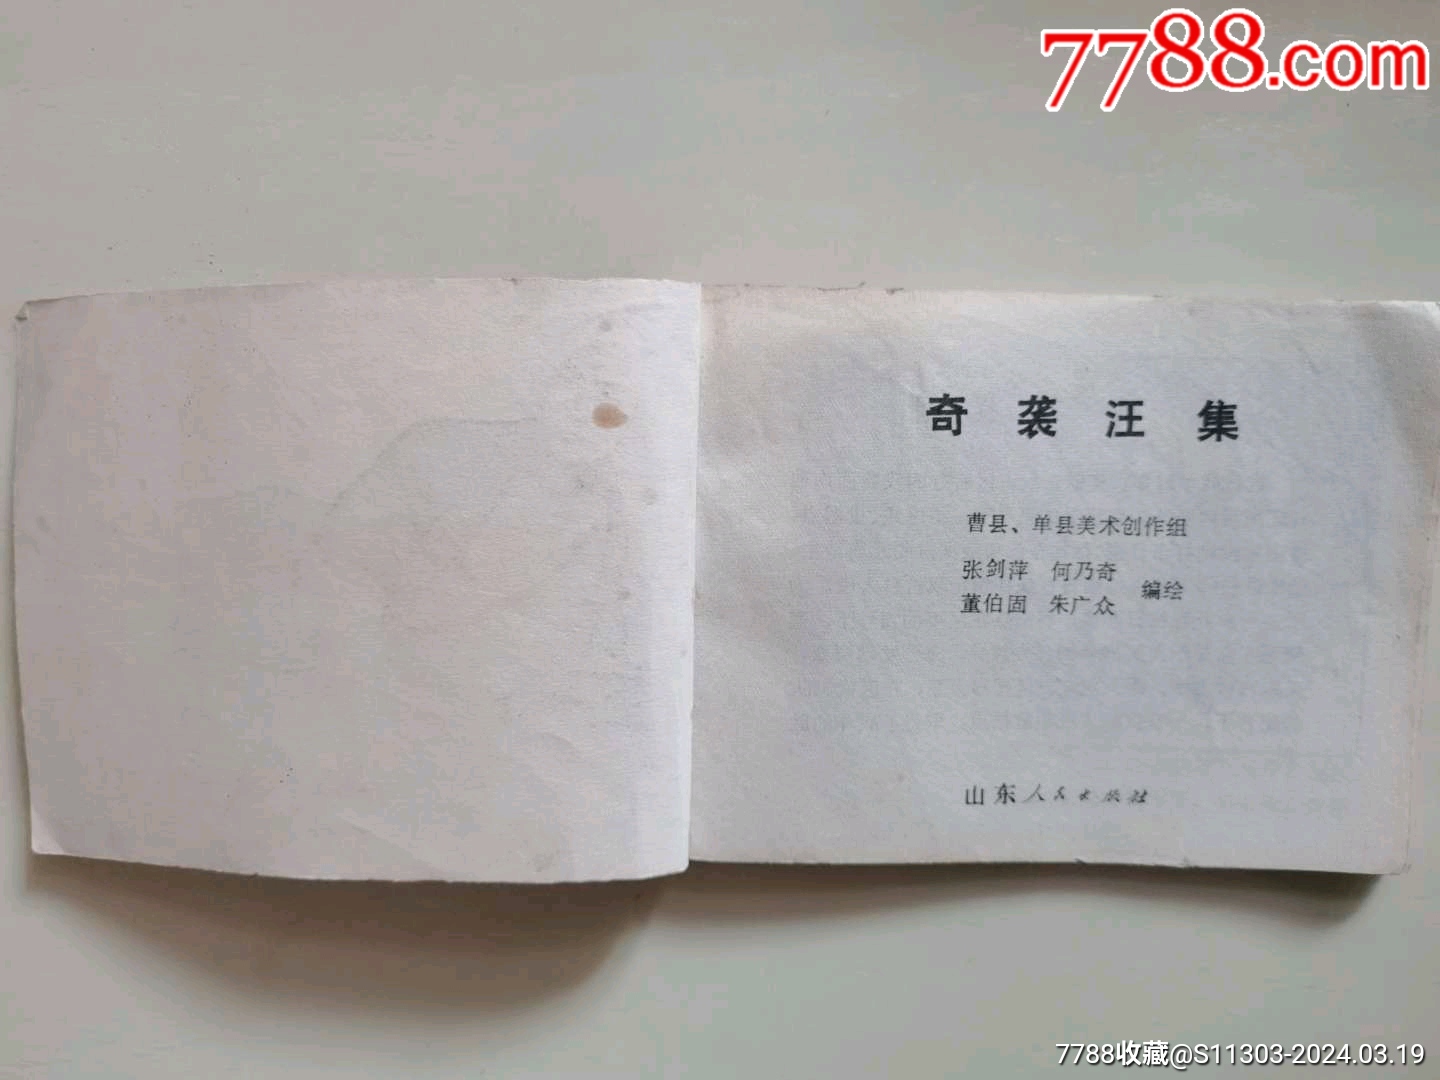 7788.com
奇袭汪集
曹县、单县美术创作组
张剑萍 何乃奇
董伯固 朱广众
编绘
山东人民出版社
7788收藏@S11303-2024.03.19